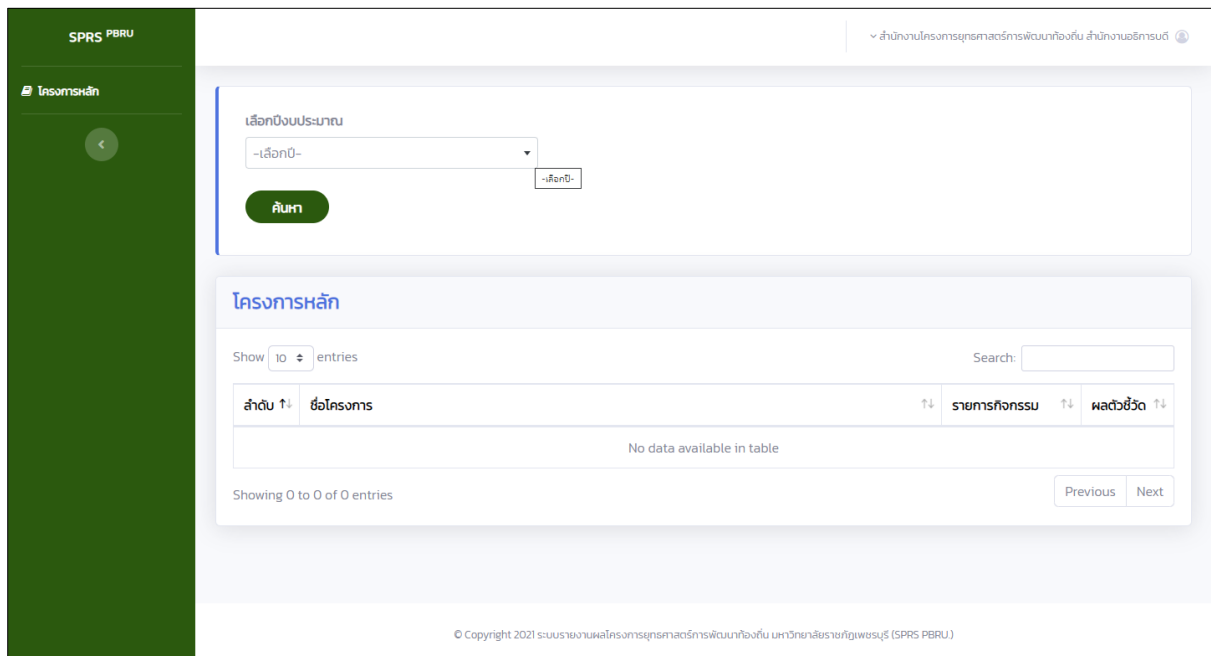 SPRS PBRU
สำนักงานโครงการยุทธศาสตร์การพัฒนาท้องถิ่น สำนักงานอธิการบดี
โครงการหลัก
เลือกปีงบประมาณ
-เลือกปี-
-เลือกปี-
ค้นหา
โครงการหลัก
Show 10 entries
Search:
ลำดับ ชื่อโครงการ รายการกิจกรรม ผลตัวชี้วัด
No data available in table
Showing 0 to 0 of 0 entries
Previous Next
© Copyright 2021 ระบบรายงานผลโครงการยุทธศาสตร์การพัฒนาท้องถิ่น มหาวิทยาลัยราชภัฏเพชรบุรี (SPRS PBRU.)